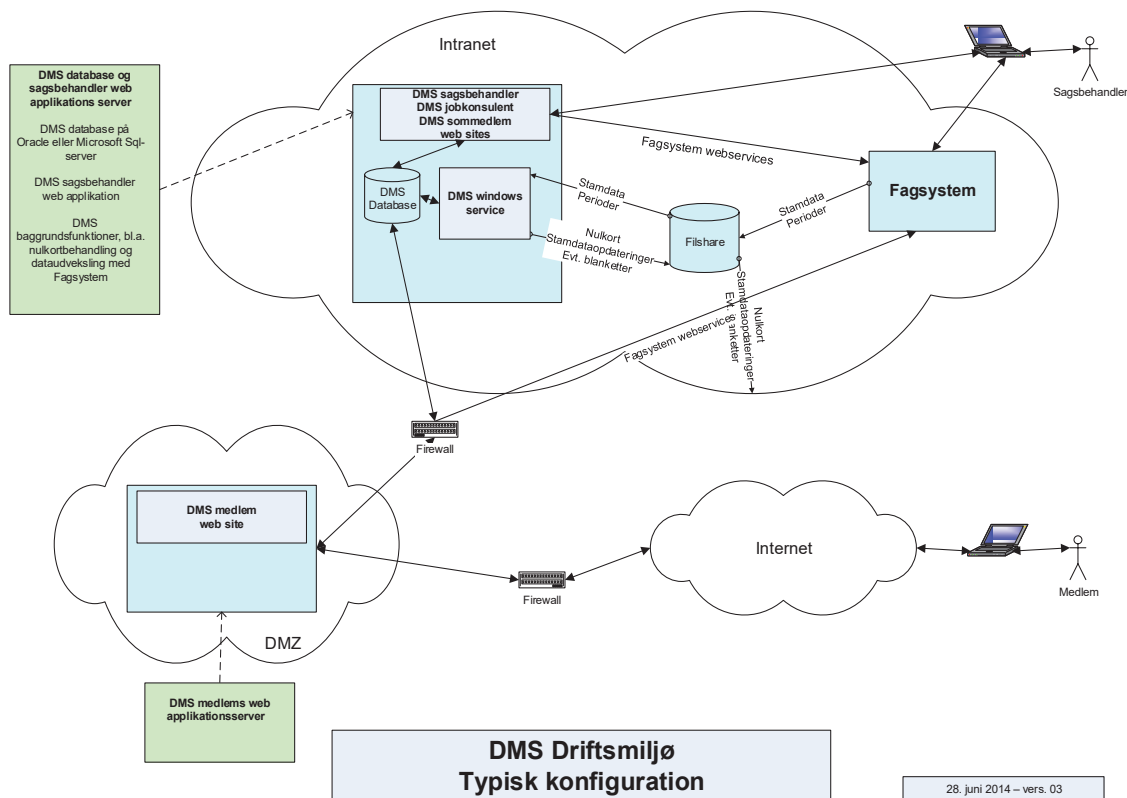 Intranet
DMS database og
sagsbehandler web
applikations server
DMS database på
Oracle eller Microsoft Sql-
server
DMS sagsbehandler
web applikation
DMS
baggrundsfunktioner, bl.a.
nulkortbehandling og
dataudveksling med
Fagsystem
DMS sagsbehandler
DMS jobkonsulent
DMS sommedlem
web sites
DMS
Database
DMS windows
service
Stamdata
Perioder
Nulkort
Stamdataopdateringer
Evt. blanketter
Filshare
Fagsystem webservices
Stamdata
Perioder
Fagsystem
Sagsbehandler
Nulkort
Stamdataopdateringer
Evt. blanketter
Fagsystem webservices
Firewall
DMS medlem
web site
DMZ
Firewall
Internet
Medlem
DMS medlems web
applikationsserver
DMS Driftsmiljø
Typisk konfiguration
28. juni 2014 – vers. 03